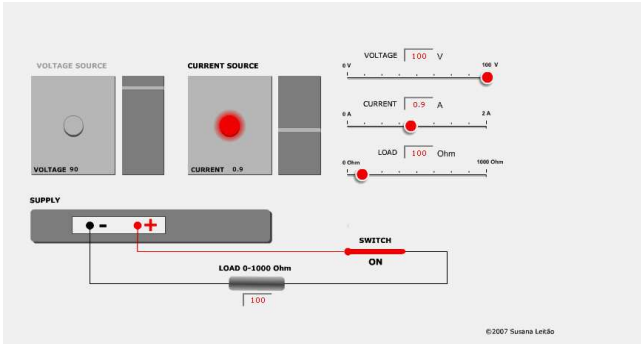 VOLTAGE SOURCE
CURRENT SOURCE
VOLTAGE 90
CURRENT 0.9
VOLTAGE 100 V
0 V 100 V
CURRENT 0.9 A
0 A 2 A
LOAD 100 Ohm
0 Ohm 1000 Ohm
SUPPLY
- +
SWITCH
ON
LOAD 0-1000 Ohm
100
©2007 Susana Leitão